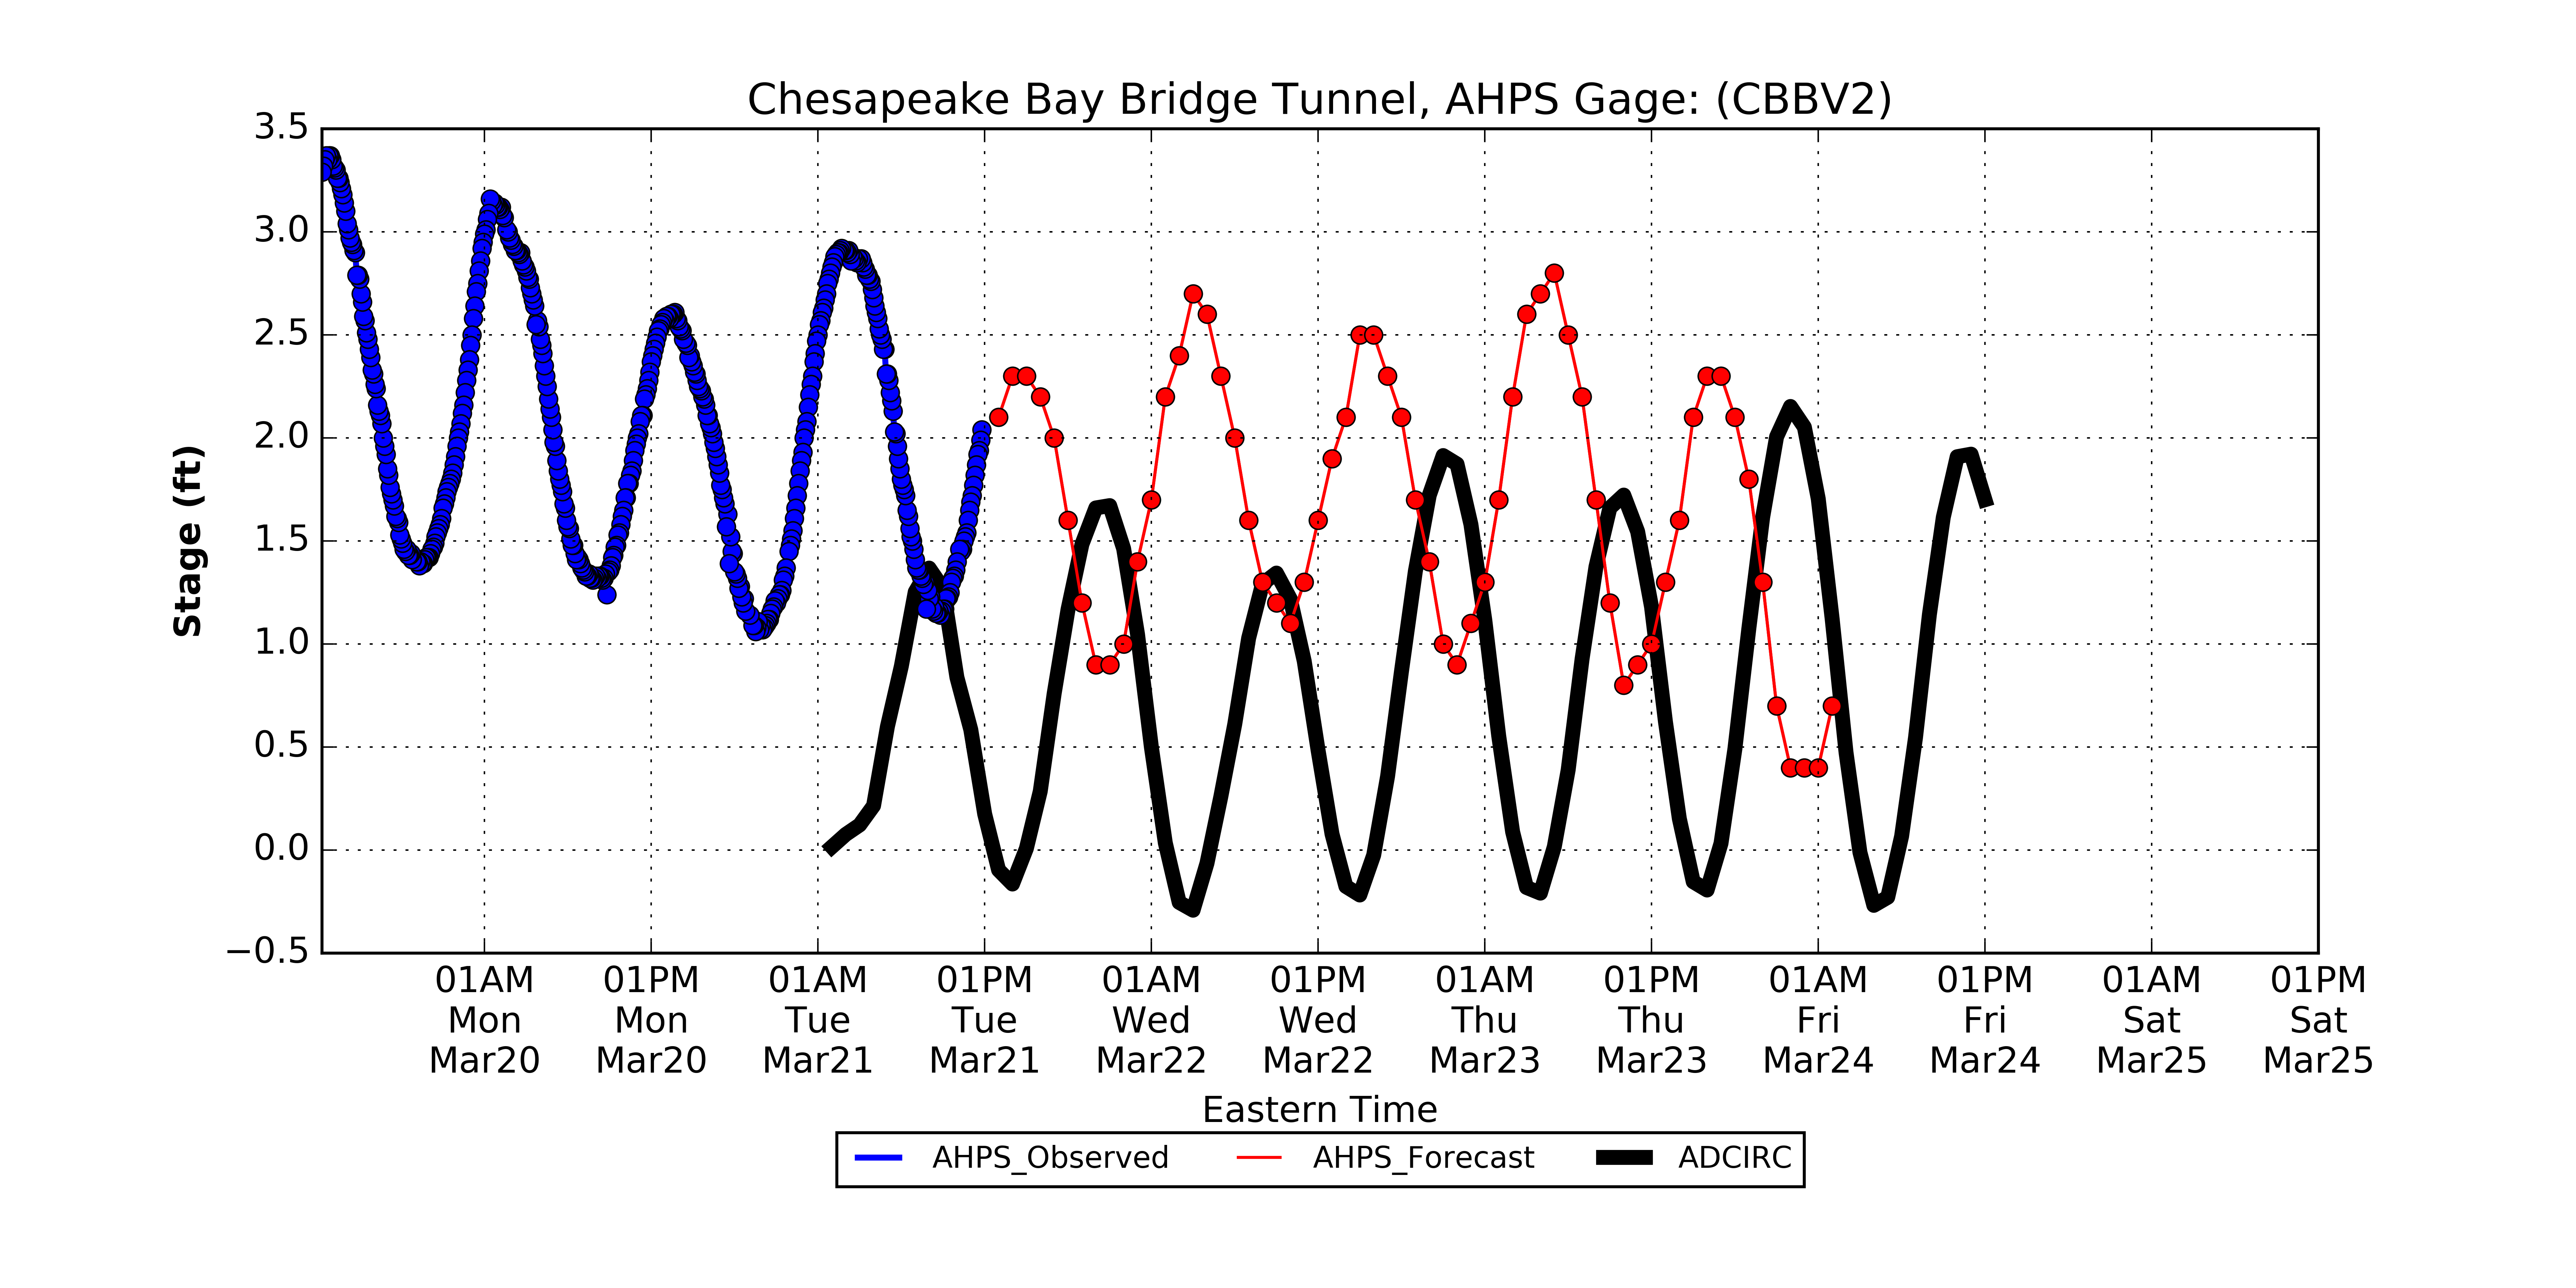 Chesapeake Bay Bridge Tunnel, AHPS Gage: (CBBV2)
3.5
3.0
2.5
2.0
1.5
1.0
0.5
0.0
−0.5
Stage (ft)
01AM 01PM 01AM 01PM 01AM 01PM 01AM 01PM 01AM 01PM 01AM 01PM
Mon Mon Tue Tue Wed Wed Thu Thu Fri Fri Sat Sat
Mar20 Mar20 Mar21 Mar21 Mar22 Mar22 Mar23 Mar23 Mar24 Mar24 Mar25 Mar25
Eastern Time
AHPS_Observed AHPS_Forecast ADCIRC